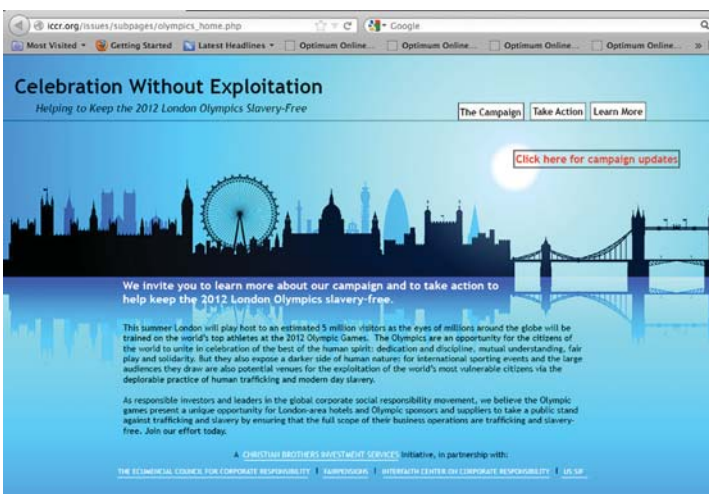 iccr.org/issues/subpages/olympics_home.php
Google
Most Visited Getting Started Latest Headlines Optimum Online... Optimum Online... Optimum Online... Optimum Online...
Celebration Without Exploitation
Helping to Keep the 2012 London Olympics Slavery-Free
The Campaign Take Action Learn More
Click here for campaign updates
We invite you to learn more about our campaign and to take action to
help keep the 2012 London Olympics slavery-free.
This summer London will play host to an estimated 5 million visitors as the eyes of millions around the globe will be
trained on the world's top athletes at the 2012 Olympic Games. The Olympics are an opportunity for the citizens of
the world to unite in celebration of the best of the human spirit: dedication and discipline, mutual understanding, fair
play and solidarity. But they also expose a darker side of human nature: for international sporting events and the large
audiences they draw are also potential venues for the exploitation of the world's most vulnerable citizens via the
deplorable practice of human trafficking and modern day slavery.
As responsible investors and leaders in the global corporate social responsibility movement, we believe the Olympic
games present a unique opportunity for London-area hotels and Olympic sponsors and suppliers to take a public stand
against trafficking and slavery by ensuring that the full scope of their business operations are trafficking and slavery-
free. Join our effort today.
A CHRISTIAN BROTHERS INVESTMENT SERVICES Initiative, in partnership with:
THE ECUMENICAL COUNCIL FOR CORPORATE RESPONSIBILITY | FAIRPENSIONS | INTERFAITH CENTER ON CORPORATE RESPONSIBILITY | US SIF